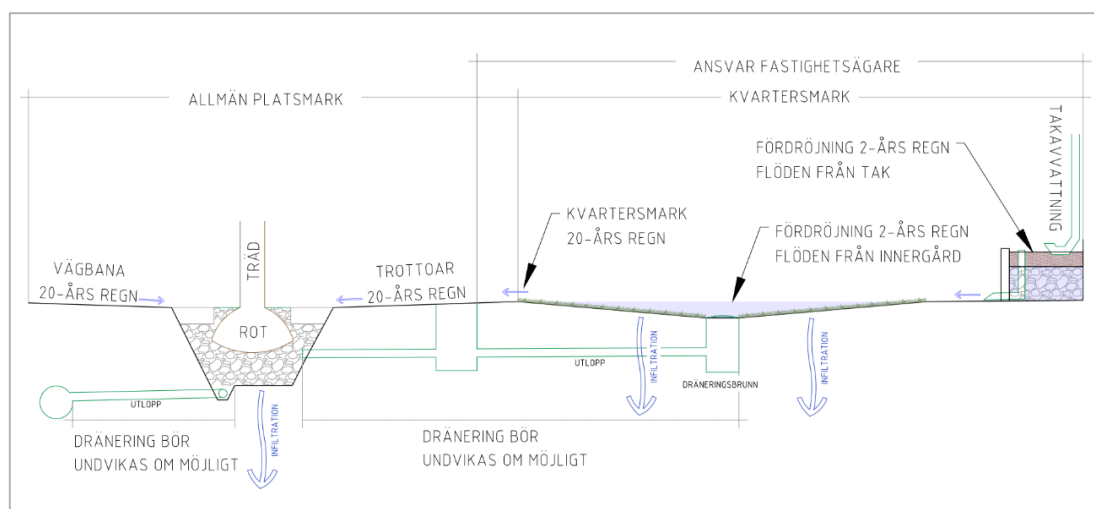 ANSVAR FASTIGHETSÄGARE
ALLMÄN PLATSMARK
KVARTERSMARK
TAKAVVATTNING
FÖRDRÖJNING 2-ÅRS REGN
FLÖDEN FRÅN TAK
KVARTERSMARK
20-ÅRS REGN
FÖRDRÖJNING 2-ÅRS REGN
FLÖDEN FRÅN INNERGÅRD
VÄGBANA
20-ÅRS REGN
TRÄD
TROTTOAR
20-ÅRS REGN
ROT
UTLOPP
INFILTRATION
INFILTRATION
DRÄNERINGSBRUNN
UTLOPP
INFILTRATION
DRÄNERING BÖR
UNDVIKAS OM MÖJLIGT
DRÄNERING BÖR
UNDVIKAS OM MÖJLIGT